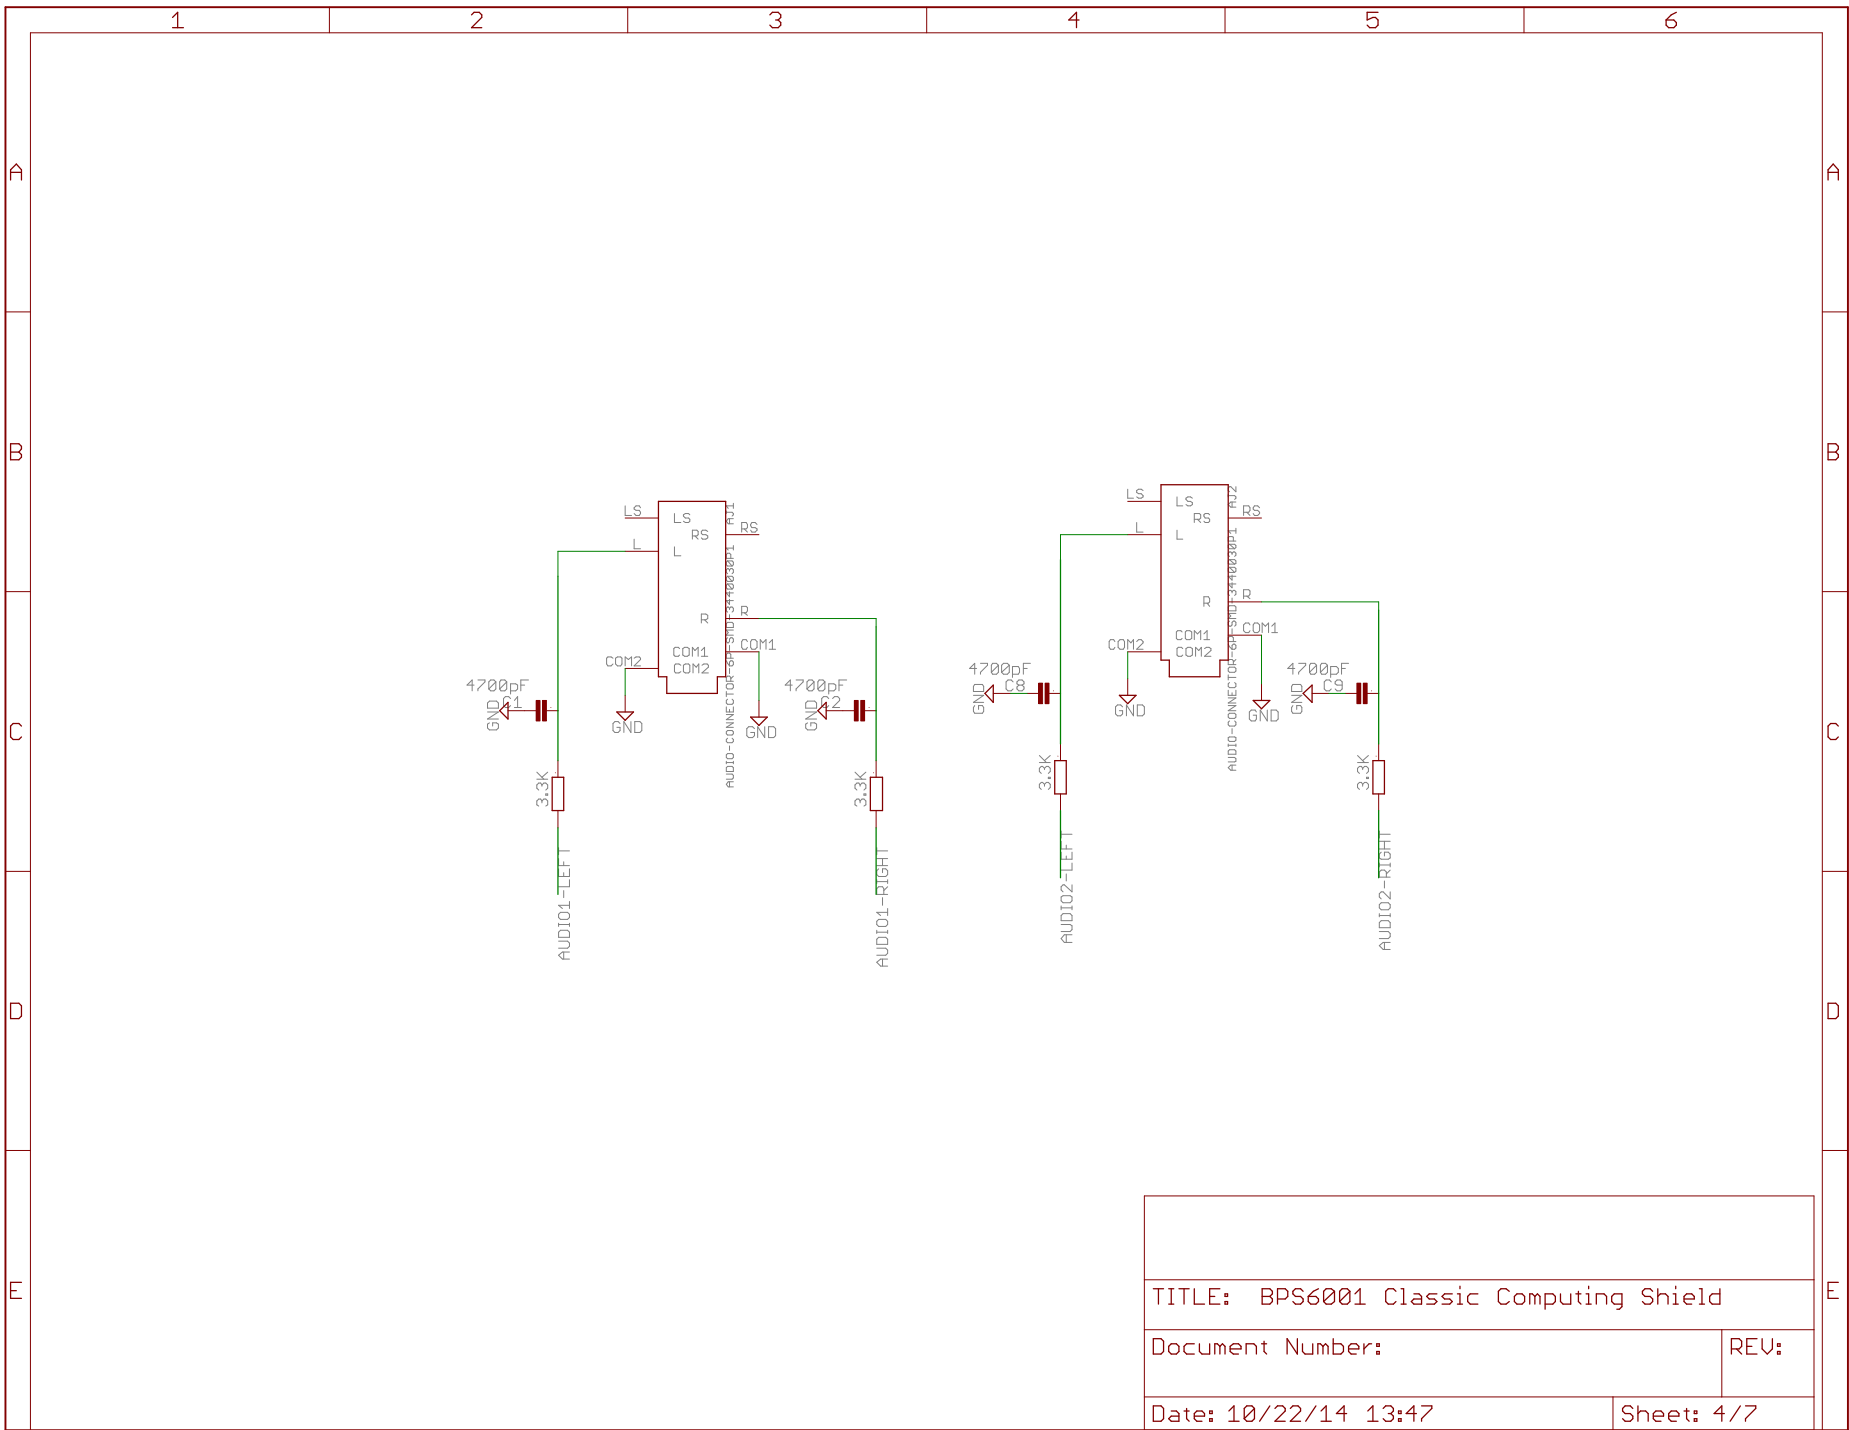 1 2 3 4 5 6
A A
B B
C C
D D
E E
LS
LS
RS
RS
L
L
R
R
COM1
COM1
COM2
COM2
AJ1
AUDIO-CONNECTOR-6P-SMD-3440030P1
4700pF
C1
GND
GND
4700pF
C2
GND
GND
3.3K
3.3K
AUDIO1-LEFT
AUDIO1-RIGHT
LS
LS
RS
RS
L
L
R
R
COM1
COM1
COM2
COM2
AJ2
AUDIO-CONNECTOR-6P-SMD-3440030P1
4700pF
C8
GND
GND
4700pF
C9
GND
GND
3.3K
3.3K
AUDIO2-LEFT
AUDIO2-RIGHT
TITLE: BPS6001 Classic Computing Shield
Document Number:
REV:
Date: 10/22/14 13:47
Sheet: 4/7